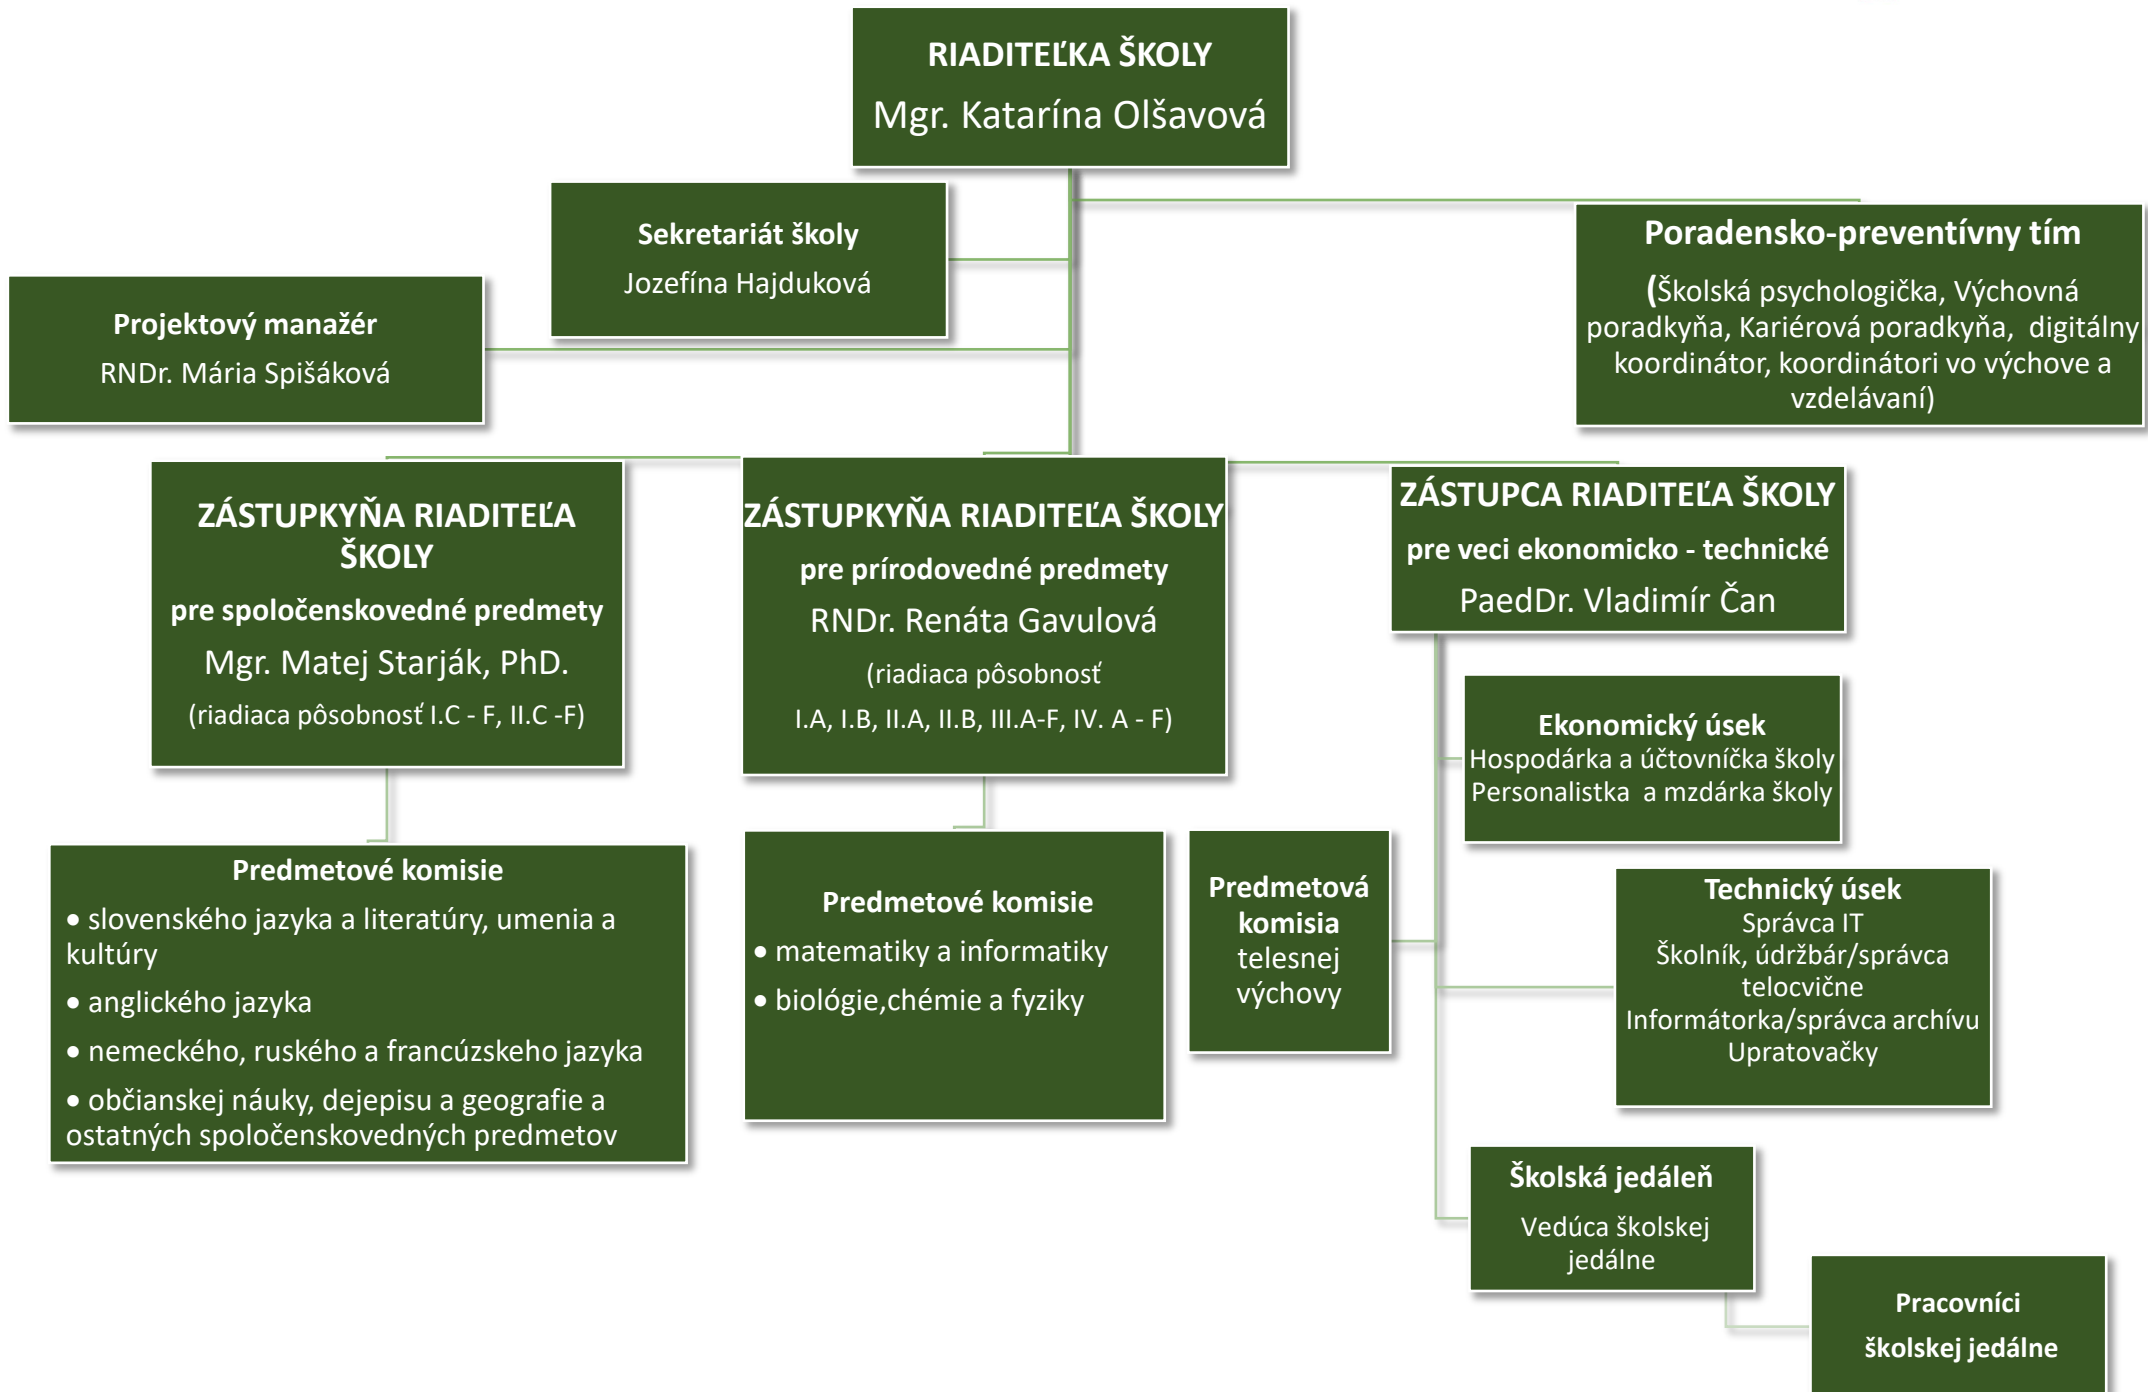 RIADITEĽKA ŠKOLY
Mgr. Katarína Olšavová
Sekretariát školy
Jozefína Hajduková
Poradensko-preventívny tím
(Školská psychologička, Výchovná
poradkyňa, Kariérová poradkyňa,  digitálny
koordinátor, koordinátori vo výchove a
vzdelávaní)
Projektový manažér
RNDr. Mária Spišáková
ZÁSTUPKYŇA RIADITEĽA
ŠKOLY
pre spoločenskovedné predmety
Mgr. Matej Starják, PhD.
(riadiaca pôsobnosť I.C - F, II.C -F)
ZÁSTUPKYŇA RIADITEĽA ŠKOLY
pre prírodovedné predmety
RNDr. Renáta Gavulová
(riadiaca pôsobnosť
I.A, I.B, II.A, II.B, III.A-F, IV. A - F)
ZÁSTUPCA RIADITEĽA ŠKOLY
pre veci ekonomicko - technické
PaedDr. Vladimír Čan
Ekonomický úsek
Hospodárka a účtovníčka školy
Personalistka  a mzdárka školy
Predmetové komisie
• slovenského jazyka a literatúry, umenia a
kultúry
• anglického jazyka
• nemeckého, ruského a francúzskeho jazyka
• občianskej náuky, dejepisu a geografie a
ostatných spoločenskovedných predmetov
Predmetové komisie
• matematiky a informatiky
• biológie,chémie a fyziky
Predmetová
komisia
telesnej
výchovy
Technický úsek
Správca IT
Školník, údržbár/správca
telocvične
Informátorka/správca archívu
Upratovačky
Školská jedáleň
Vedúca školskej
jedálne
Pracovníci
školskej jedálne